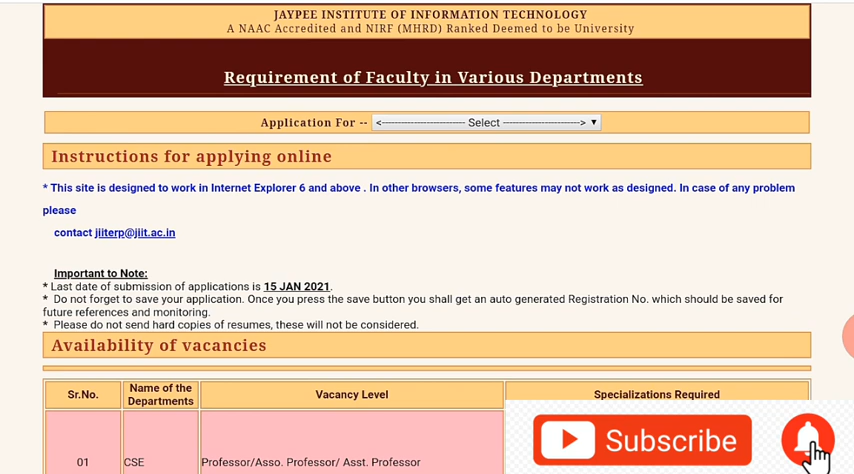 JAYPEE INSTITUTE OF INFORMATION TECHNOLOGY
A NAAC Accredited and NIRF (MHRD) Ranked Deemed to be University
Requirement of Faculty in Various Departments
Application For -- <------------------------- Select ------------------------> ▼
Instructions for applying online
* This site is designed to work in Internet Explorer 6 and above . In other browsers, some features may not work as designed. In case of any problem
please
contact jiiterp@jiit.ac.in
Important to Note:
* Last date of submission of applications is 15 JAN 2021.
* Do not forget to save your application. Once you press the save button you shall get an auto generated Registration No. which should be saved for
future references and monitoring.
* Please do not send hard copies of resumes, these will not be considered.
Availability of vacancies
Sr.No. Name of the Departments Vacancy Level Specializations Required
01 CSE Professor/Asso. Professor/ Asst. Professor
Subscribe